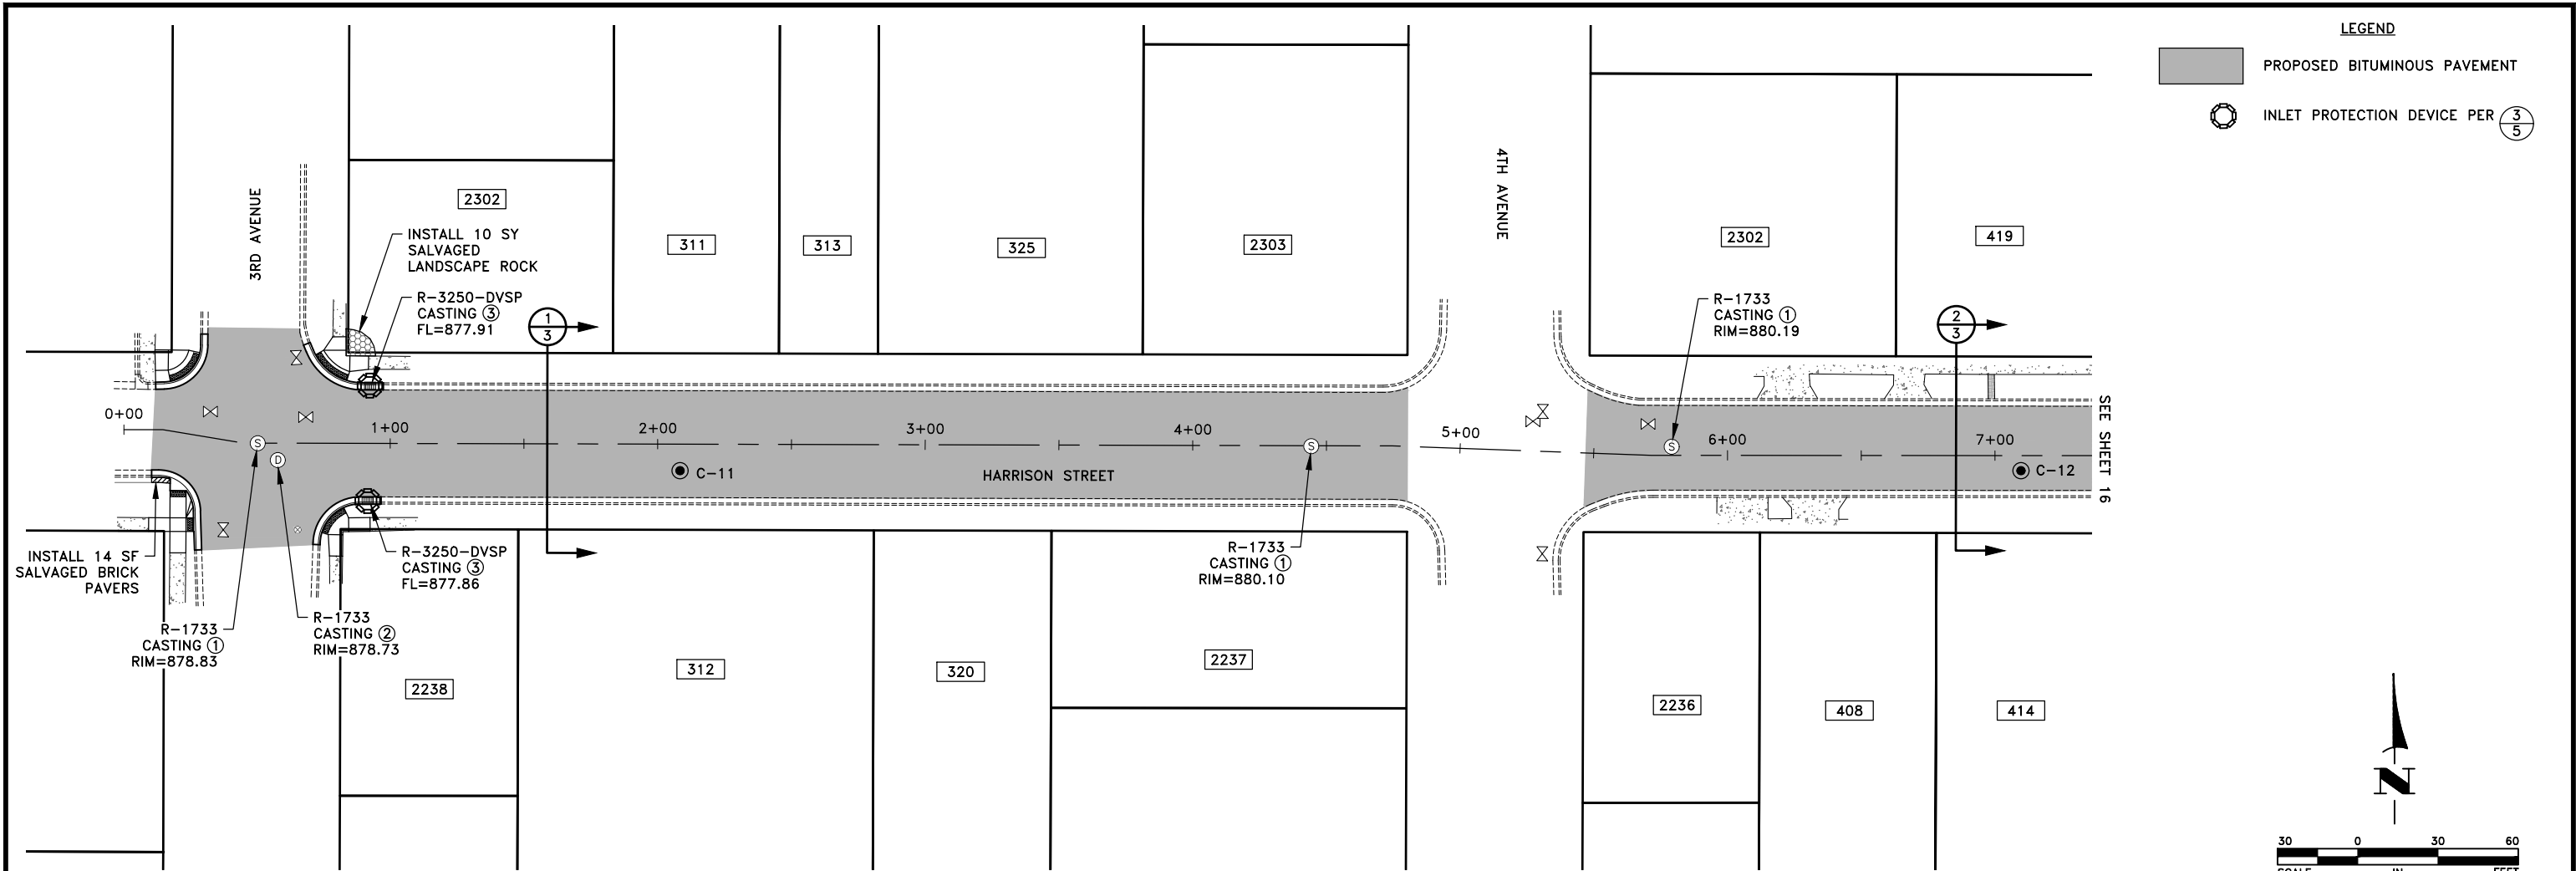 LEGEND
PROPOSED BITUMINOUS PAVEMENT
INLET PROTECTION DEVICE PER 3
5
3RD AVENUE
4TH AVENUE
2302
311
313
325
2303
2302
419
INSTALL 10 SY
SALVAGED
LANDSCAPE ROCK
R-3250-DVSP
CASTING 3
FL=877.91
1
3
R-1733
CASTING 1
RIM=880.19
2
3
0+00
1+00
2+00
3+00
4+00
5+00
6+00
7+00
S
D
S
S
C-11
HARRISON STREET
C-12
SEE SHEET 16
INSTALL 14 SF
SALVAGED BRICK
PAVERS
R-3250-DVSP
CASTING 3
FL=877.86
R-1733
CASTING 1
RIM=880.10
R-1733
CASTING 1
RIM=878.83
R-1733
CASTING 2
RIM=878.73
2238
312
320
2237
2236
408
414
N
30 0 30 60
SCALE IN FEET